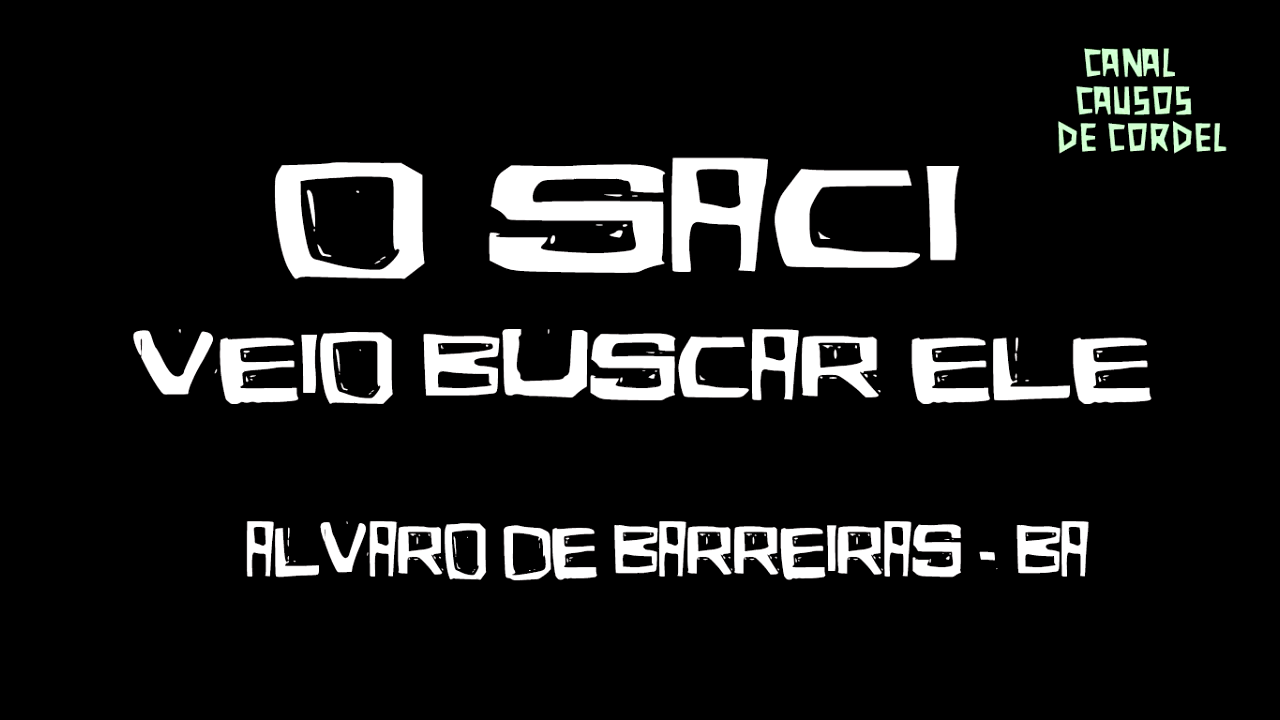 CANAL
CAUSOS
DE CORDEL
O SACI
VEIO BUSCAR ELE
ALVARO DE BARREIRAS - BA